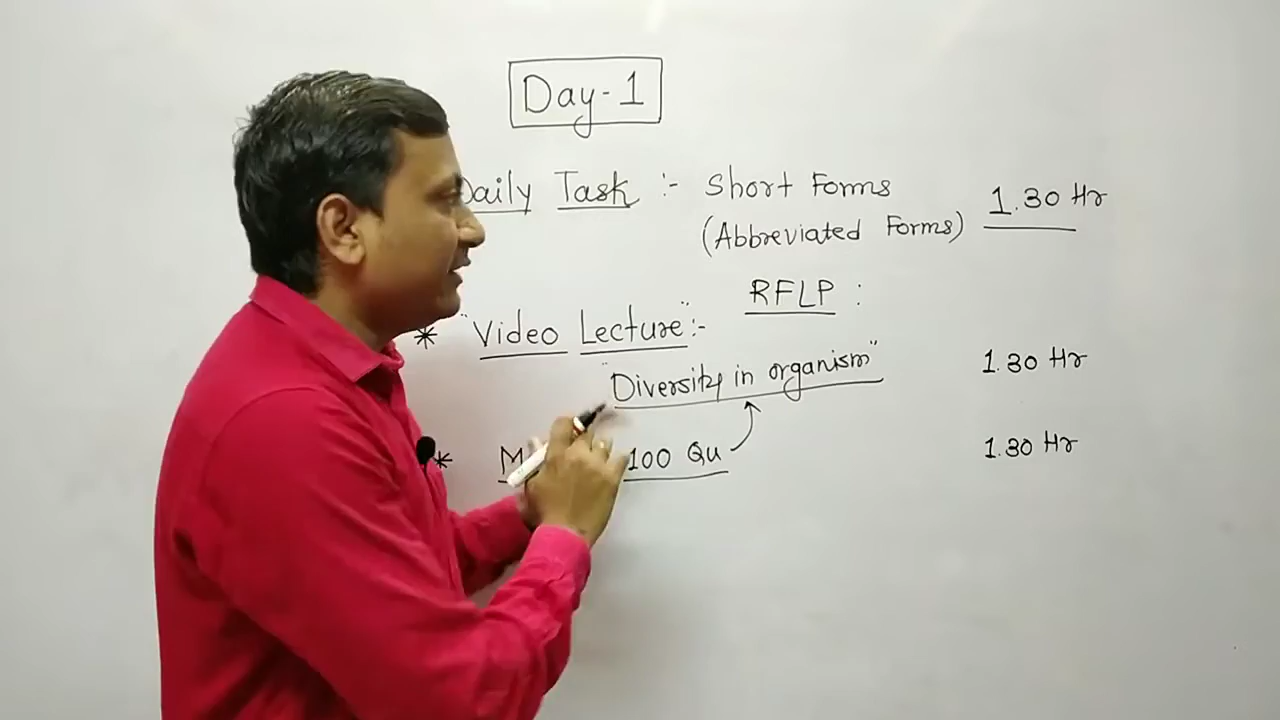 Day-1
Daily Task :- Short Forms 1.30 Hr
(Abbreviated Forms)
RFLP :
* "Video Lecture":-
"Diversity in organism" 1.30 Hr
* 100 Qu 1.30 Hr